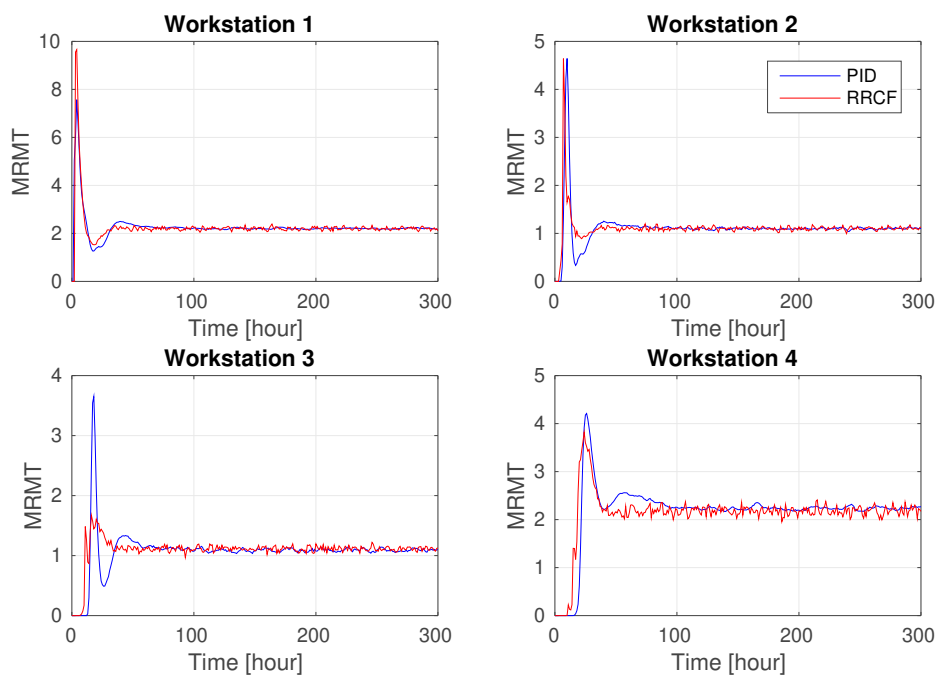 Workstation 1
MRMT
10
8
6
4
2
0
0 100 200 300
Time [hour]
Workstation 2
MRMT
5
4
3
2
1
0
0 100 200 300
Time [hour]
PID
RRCF
Workstation 3
MRMT
4
3
2
1
0
0 100 200 300
Time [hour]
Workstation 4
MRMT
5
4
3
2
1
0
0 100 200 300
Time [hour]